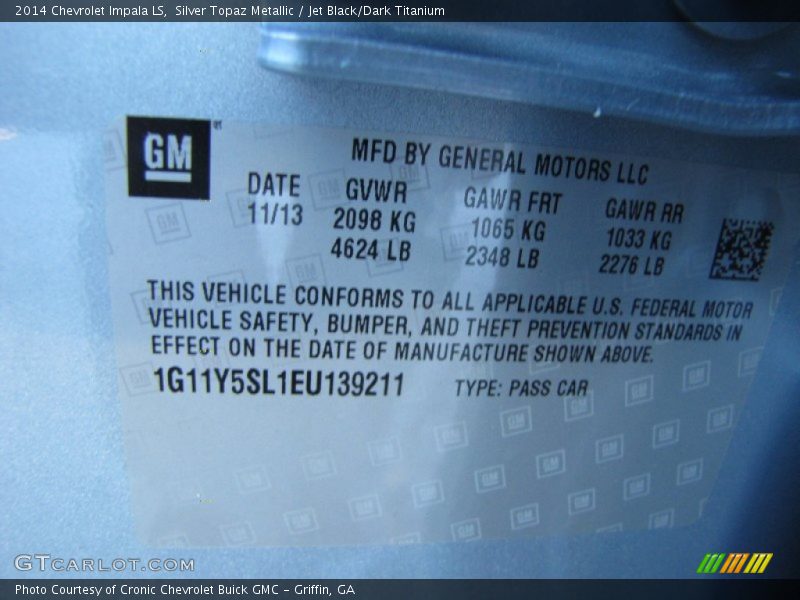 2014 Chevrolet Impala LS, Silver Topaz Metallic / Jet Black/Dark Titanium
GM
MFD BY GENERAL MOTORS LLC
DATE GVWR GAWR FRT GAWR RR
11/13 2098 KG 1065 KG 1033 KG
4624 LB 2348 LB 2276 LB
THIS VEHICLE CONFORMS TO ALL APPLICABLE U.S. FEDERAL MOTOR
VEHICLE SAFETY, BUMPER, AND THEFT PREVENTION STANDARDS IN
EFFECT ON THE DATE OF MANUFACTURE SHOWN ABOVE.
1G11Y5SL1EU139211 TYPE: PASS CAR
GTCARLOT.COM
Photo Courtesy of Cronic Chevrolet Buick GMC – Griffin, GA